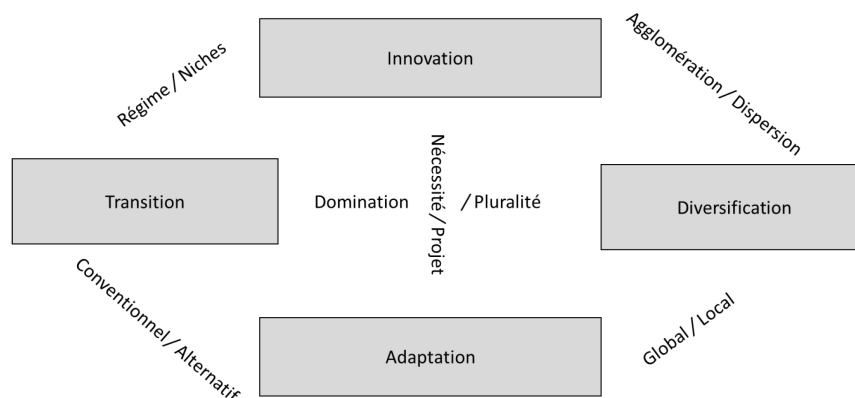 Innovation
Régime / Niches
Agglomération / Dispersion
Transition
Domination / Pluralité
Nécessité / Projet
Diversification
Conventionnel / Alternatif
Adaptation
Global / Local